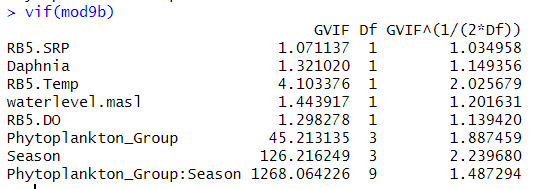 > vif(mod9b)
GVIF Df GVIF^(1/(2*Df))
RB5.SRP 1.071137 1 1.034958
Daphnia 1.321020 1 1.149356
RB5.Temp 4.103376 1 2.025679
waterlevel.masl 1.443917 1 1.201631
RB5.DO 1.298278 1 1.139420
Phytoplankton_Group 45.213135 3 1.887459
Season 126.216249 3 2.239680
Phytoplankton_Group:Season 1268.064226 9 1.487294